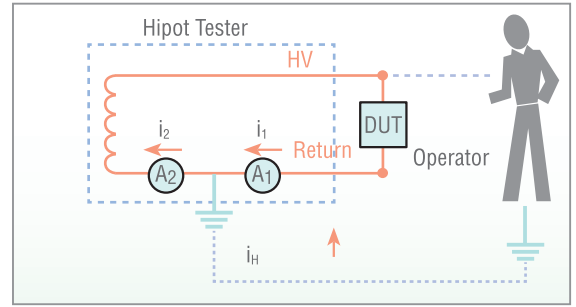 Hipot Tester
HV
i2
i1
DUT
Return
Operator
A2
A1
iH